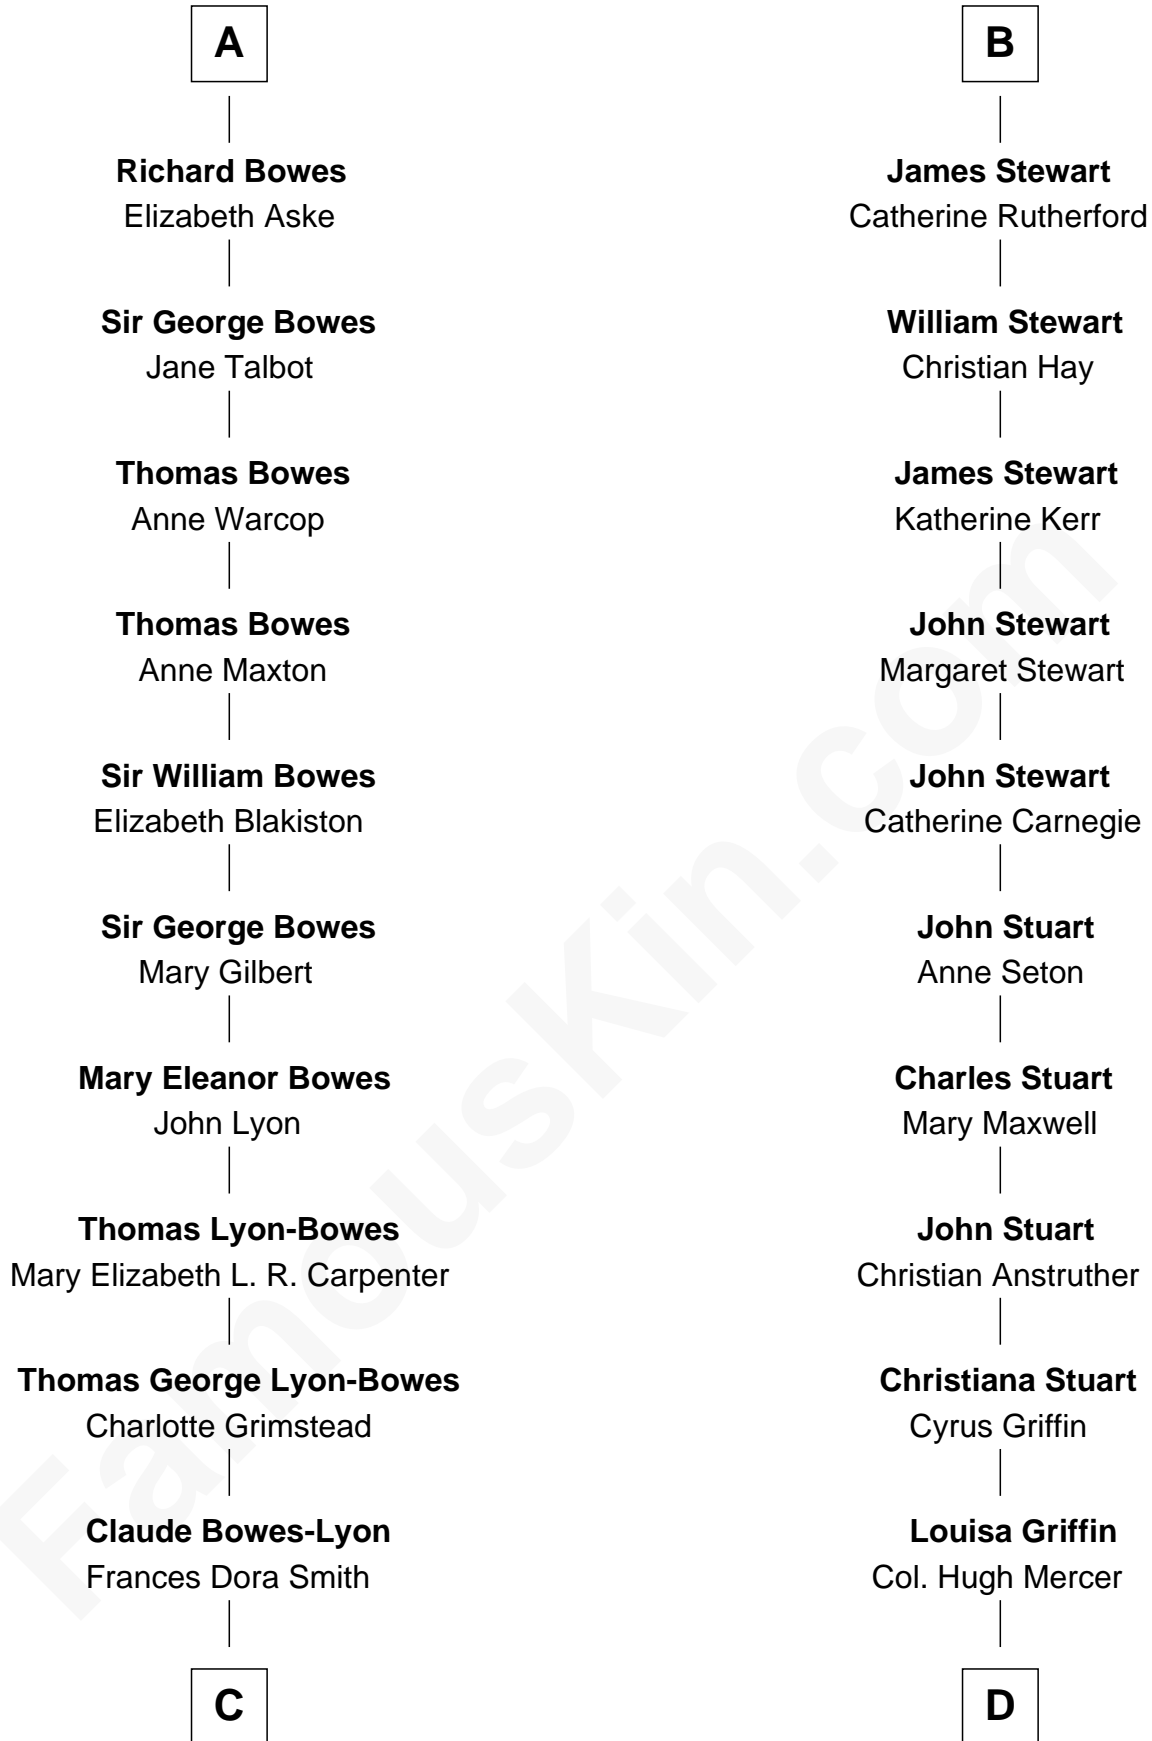 A
Richard Bowes
Elizabeth Aske
Sir George Bowes
Jane Talbot
Thomas Bowes
Anne Warcop
Thomas Bowes
Anne Maxton
Sir William Bowes
Elizabeth Blakiston
Sir George Bowes
Mary Gilbert
Mary Eleanor Bowes
John Lyon
Thomas Lyon-Bowes
Mary Elizabeth L. R. Carpenter
Thomas George Lyon-Bowes
Charlotte Grimstead
Claude Bowes-Lyon
Frances Dora Smith
C
B
James Stewart
Catherine Rutherford
William Stewart
Christian Hay
James Stewart
Katherine Kerr
John Stewart
Margaret Stewart
John Stewart
Catherine Carnegie
John Stuart
Anne Seton
Charles Stuart
Mary Maxwell
John Stuart
Christian Anstruther
Christiana Stuart
Cyrus Griffin
Louisa Griffin
Col. Hugh Mercer
D
FamousKin.com